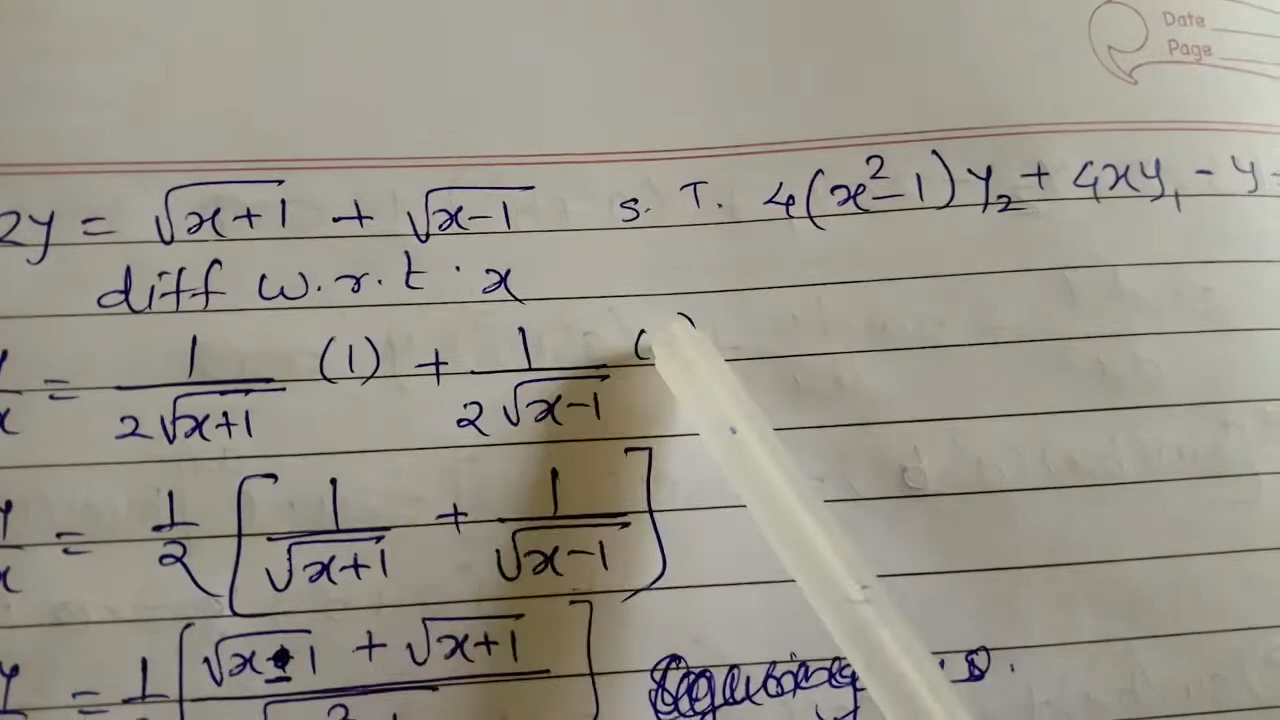 Date
Page
2y = √x+1 + √x-1 S.T. 4(x²-1)y₂ + 4xy₁ - y
diff w.r.t. x
= 1/2√x+1 (1) + 1/2√x-1
= 1/2 [1/√x+1 + 1/√x-1]
= 1/ [√x-1 + √x+1